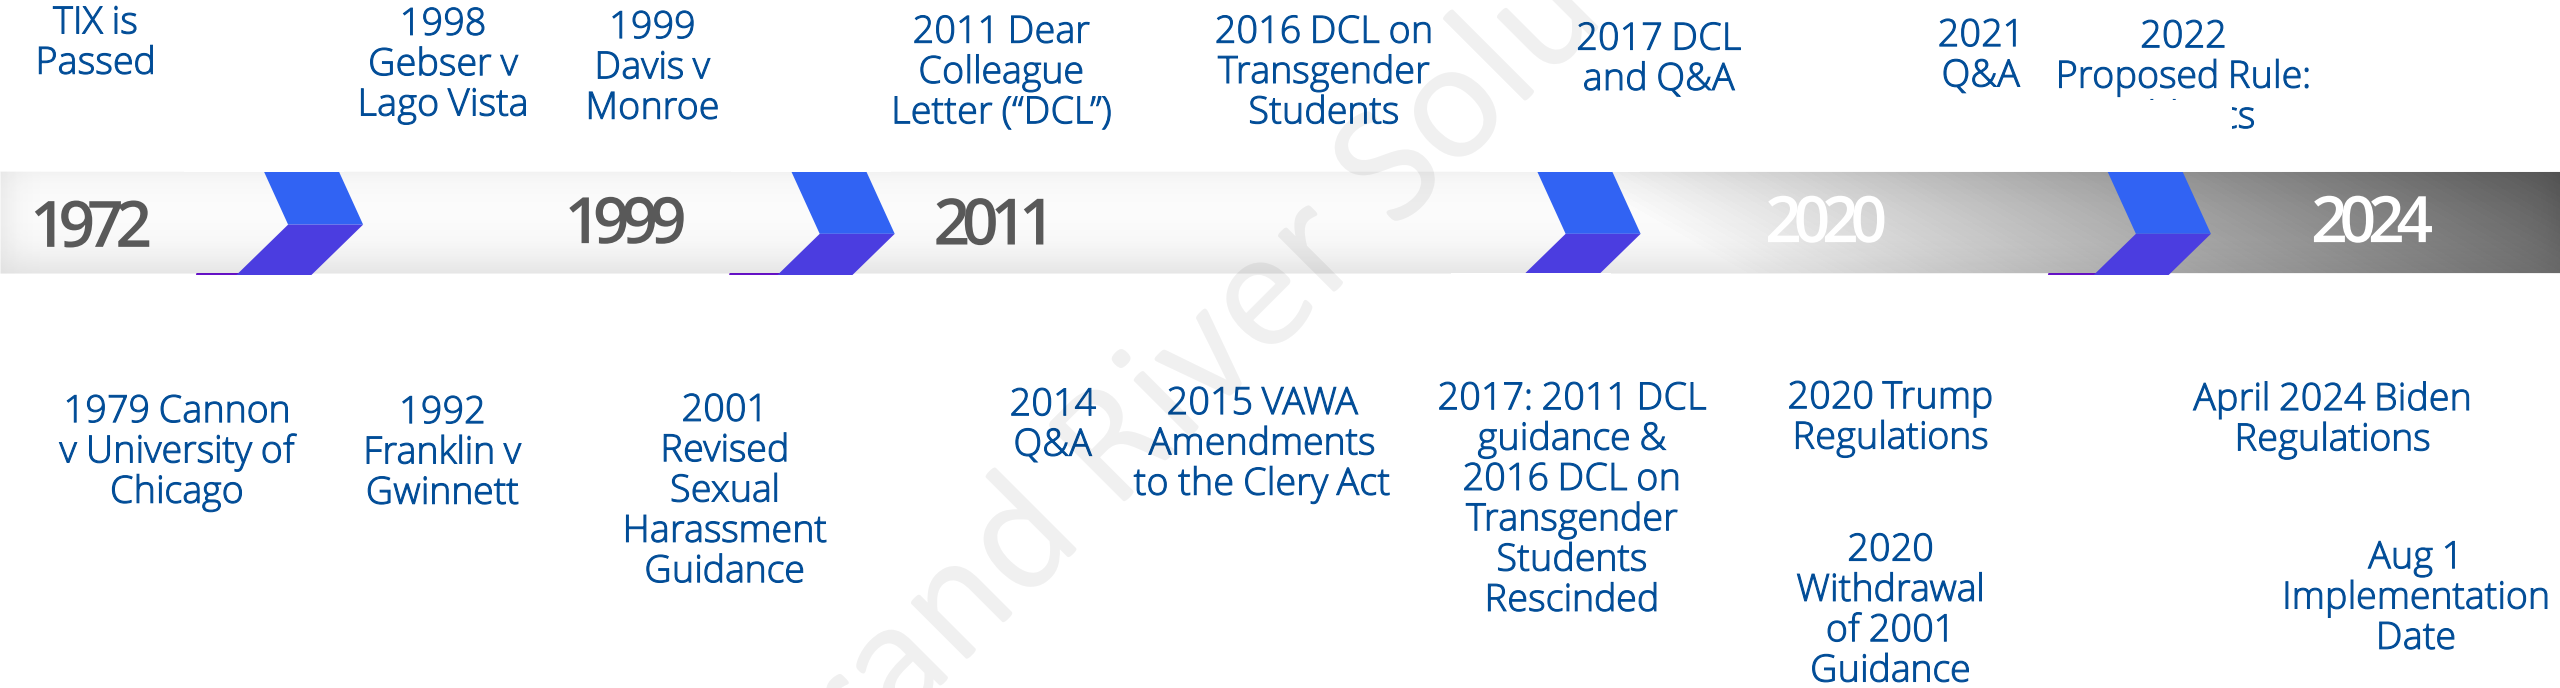 TIX is
Passed
1998
Gebser v
Lago Vista
1999
Davis v
Monroe
2011 Dear
Colleague
Letter (“DCL”)
2016 DCL on
Transgender
Students
2017 DCL
and Q&A
2021
Q&A
2022
Proposed Rule:
1972
1999
2011
2020
2024
1979 Cannon
v University of
Chicago
1992
Franklin v
Gwinnett
2001
Revised
Sexual
Harassment
Guidance
2014
Q&A
2015 VAWA
Amendments
to the Clery Act
2017: 2011 DCL
guidance &
2016 DCL on
Transgender
Students
Rescinded
2020 Trump
Regulations
2020
Withdrawal
of 2001
Guidance
April 2024 Biden
Regulations
Aug 1
Implementation
Date
River